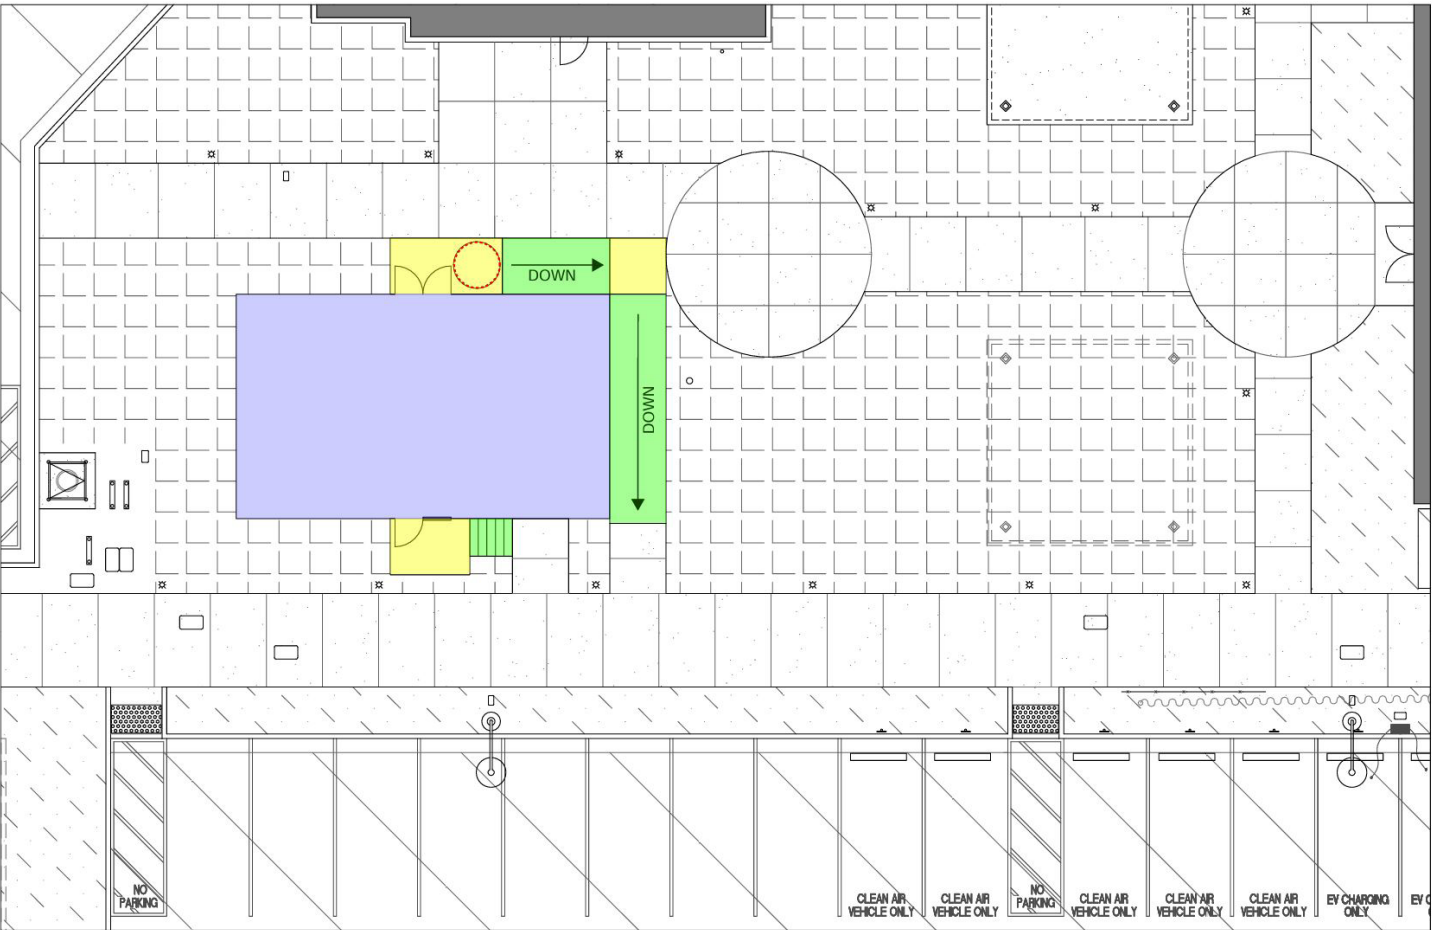 DOWN
DOWN
NO
PARKING
CLEAN AIR
VEHICLE ONLY
CLEAN AIR
VEHICLE ONLY
NO
PARKING
CLEAN AIR
VEHICLE ONLY
CLEAN AIR
VEHICLE ONLY
CLEAN AIR
VEHICLE ONLY
EV CHARGING
ONLY
EV C